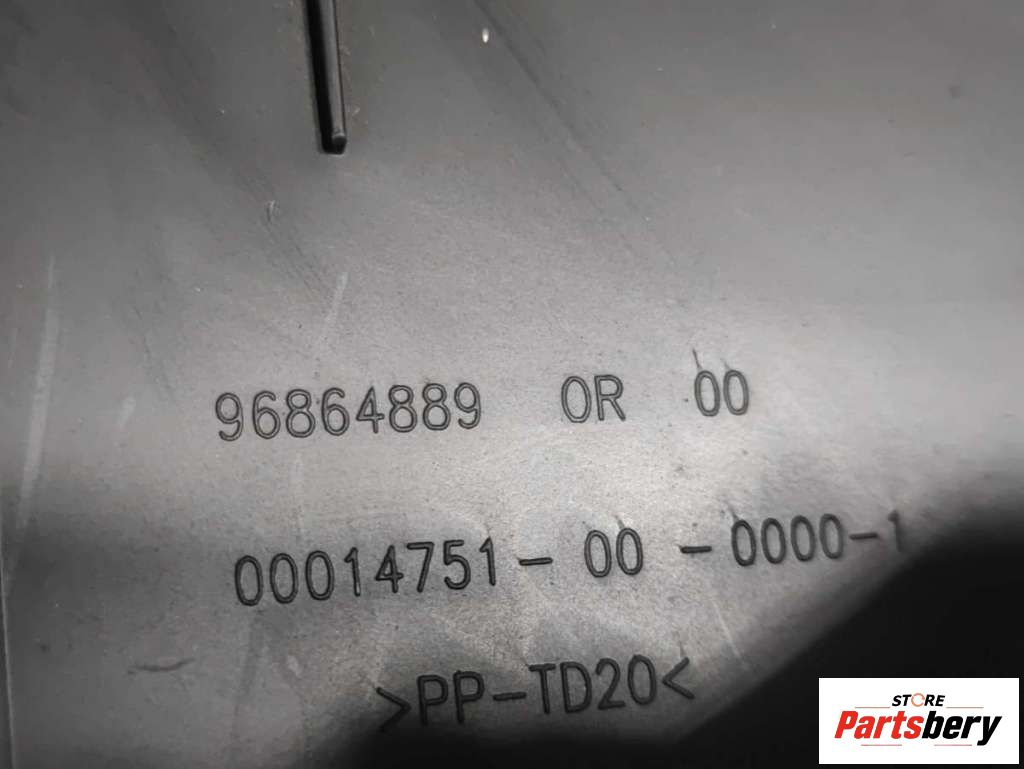 96864889 OR 00
00014751-00-0000-1
>PP-TD20<
STORE
Partsbery